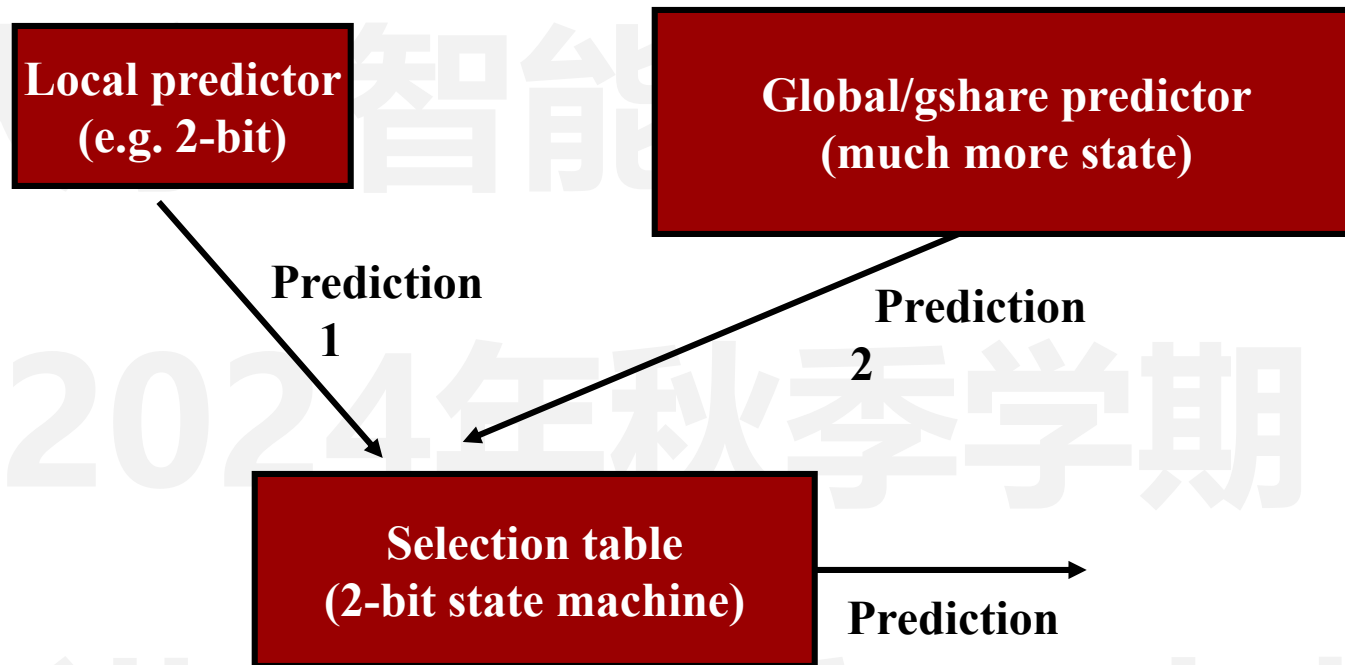 智能
Local predictor
(e.g. 2-bit)
Global/gshare predictor
(much more state)
Prediction
1
Prediction
2
2024年秋季学期
Selection table
(2-bit state machine)
Prediction